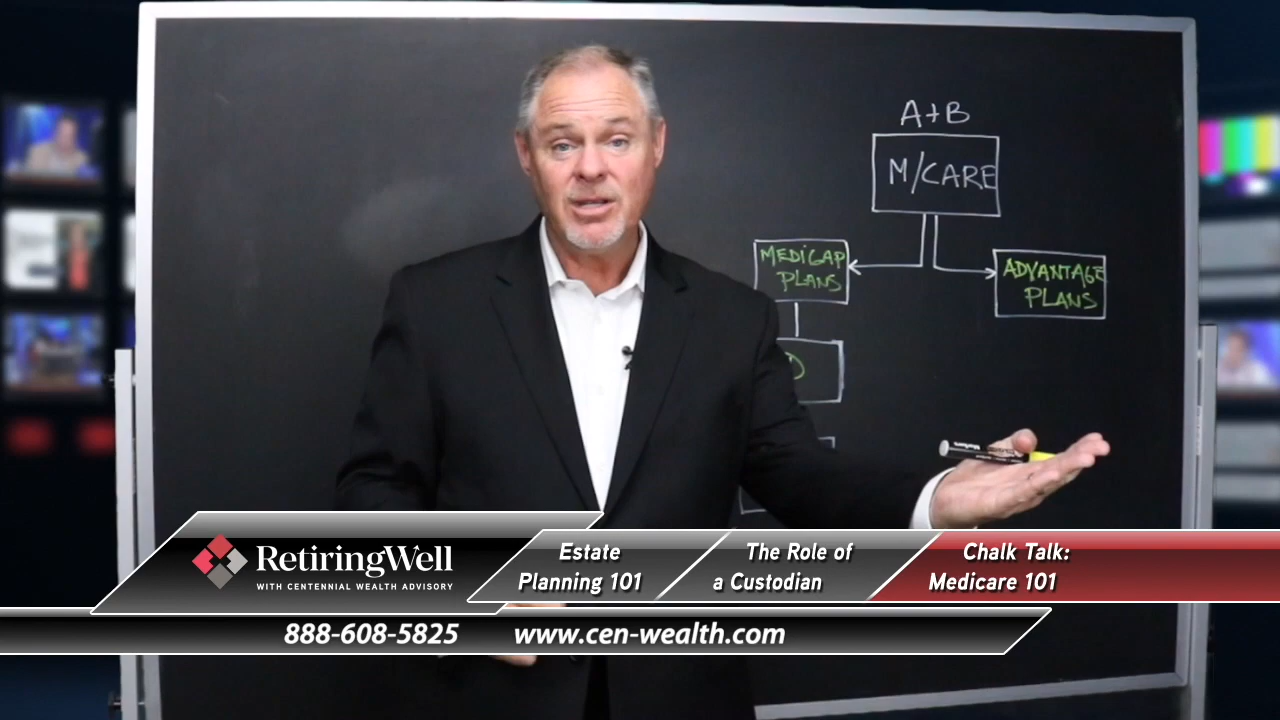 A+B
M/CARE
MEDIGAP
PLANS
ADVANTAGE
PLANS
D
RetiringWell
WITH CENTENNIAL WEALTH ADVISORY
Estate
Planning 101
The Role of
a Custodian
Chalk Talk:
Medicare 101
888-608-5825
www.cen-wealth.com